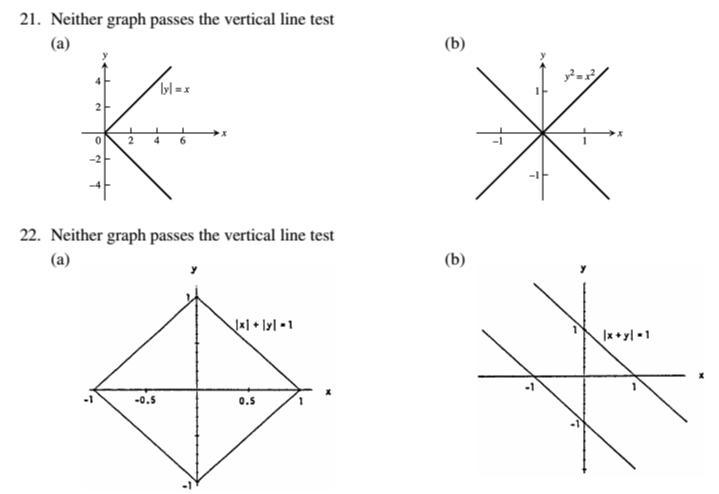 21. Neither graph passes the vertical line test
(a)
(b)
y
4
2
0
2
4
6
x
-2
-4
|y| = x
y
1
y² = x²
-1
1
x
-1
22. Neither graph passes the vertical line test
(a)
(b)
y
1
|x| + |y| = 1
-1
-0.5
0.5
1
x
-1
y
1
|x + y| = 1
x
-1
1
-1